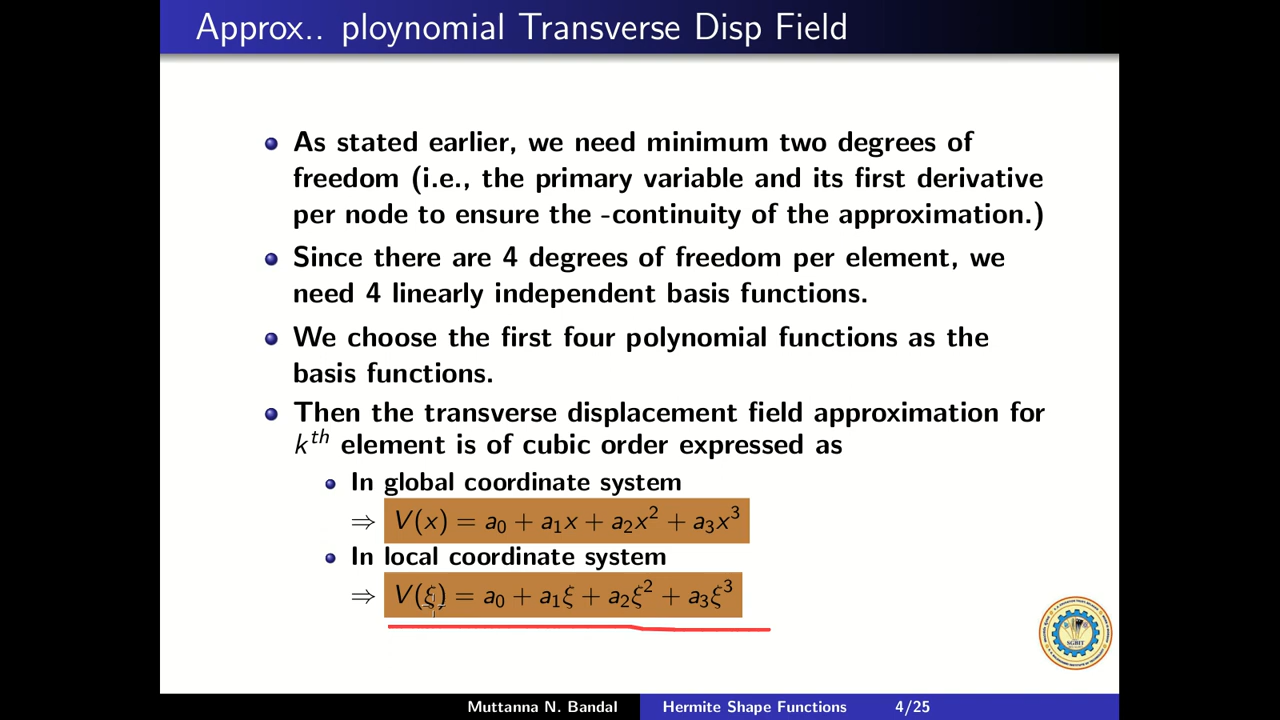 Approx.. ploynomial Transverse Disp Field
As stated earlier, we need minimum two degrees of
freedom (i.e., the primary variable and its first derivative
per node to ensure the -continuity of the approximation.)
Since there are 4 degrees of freedom per element, we
need 4 linearly independent basis functions.
We choose the first four polynomial functions as the
basis functions.
Then the transverse displacement field approximation for
kᵗʰ element is of cubic order expressed as
In global coordinate system
⇒ V(x) = a₀ + a₁x + a₂x² + a₃x³
In local coordinate system
⇒ V(ξ) = a₀ + a₁ξ + a₂ξ² + a₃ξ³
SGBIT
Muttanna N. Bandal Hermite Shape Functions 4/25